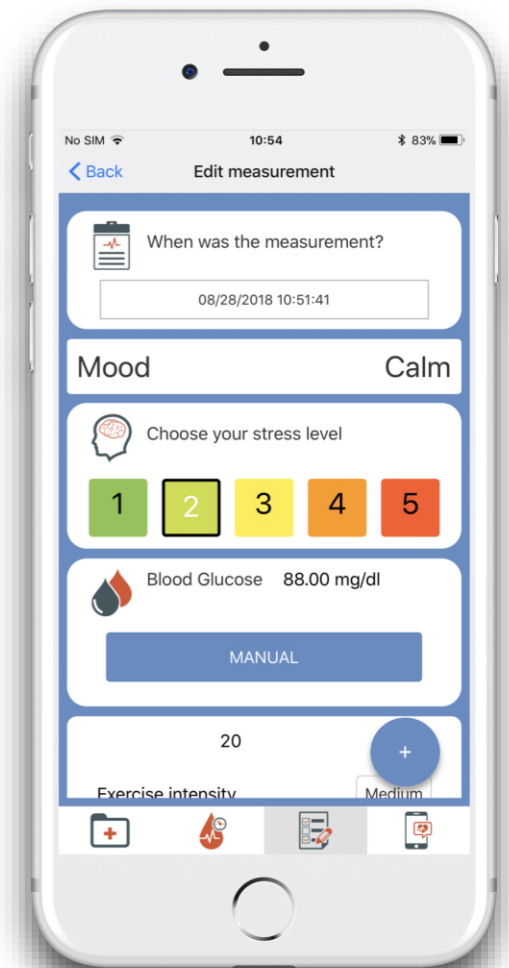 No SIM 10:54 83%
Back Edit measurement
When was the measurement?
08/28/2018 10:51:41
Mood Calm
Choose your stress level
1 2 3 4 5
Blood Glucose 88.00 mg/dl
MANUAL
20
+
Exercise intensity Medium